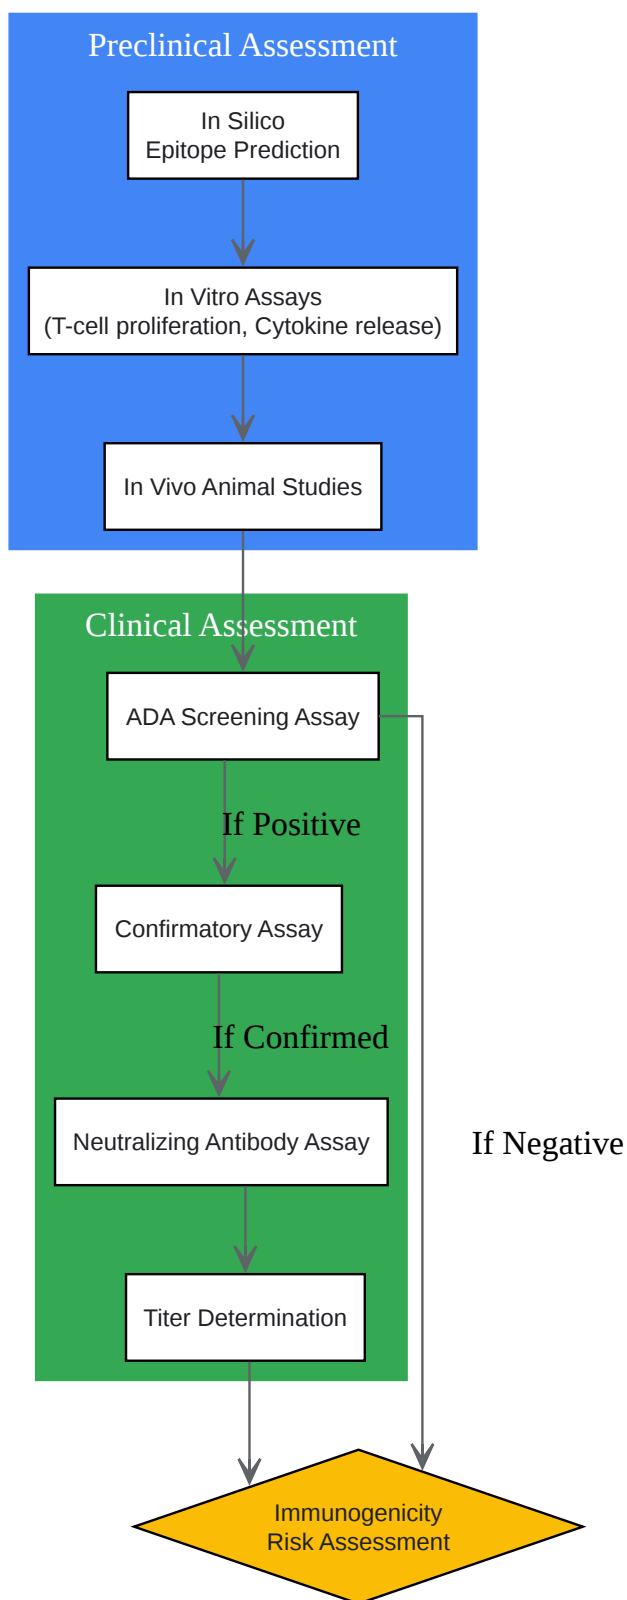 Preclinical Assessment
In Silico
Epitope Prediction
In Vitro Assays
(T-cell proliferation, Cytokine release)
In Vivo Animal Studies
Clinical Assessment
ADA Screening Assay
If Positive
Confirmatory Assay
If Confirmed
Neutralizing Antibody Assay
If Negative
Titer Determination
Immunogenicity
Risk Assessment